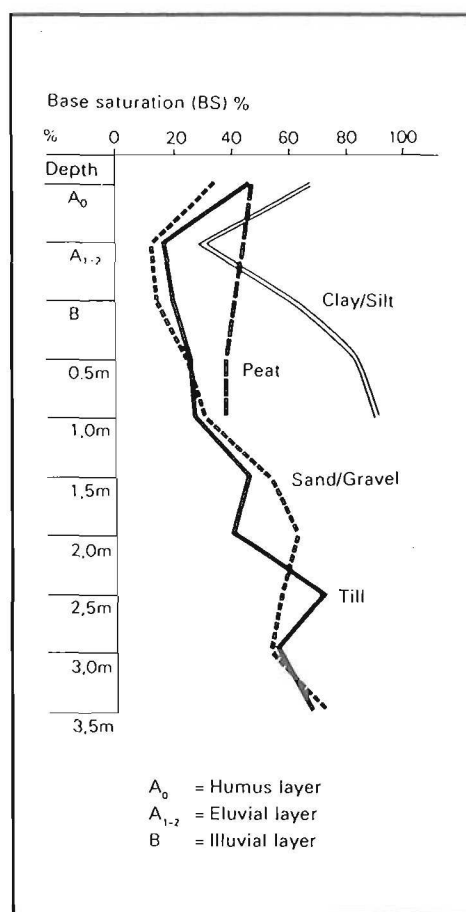 Base saturation (BS) %
% 0 20 40 60 80 100
Depth
A₀
A₁₋₂
Clay/Silt
B
0.5m
Peat
1,0m
Sand/Gravel
1,5m
2,0m
Till
2,5m
3,0m
3,5m
A₀ = Humus layer
A₁₋₂ = Eluvial layer
B = Illuvial layer